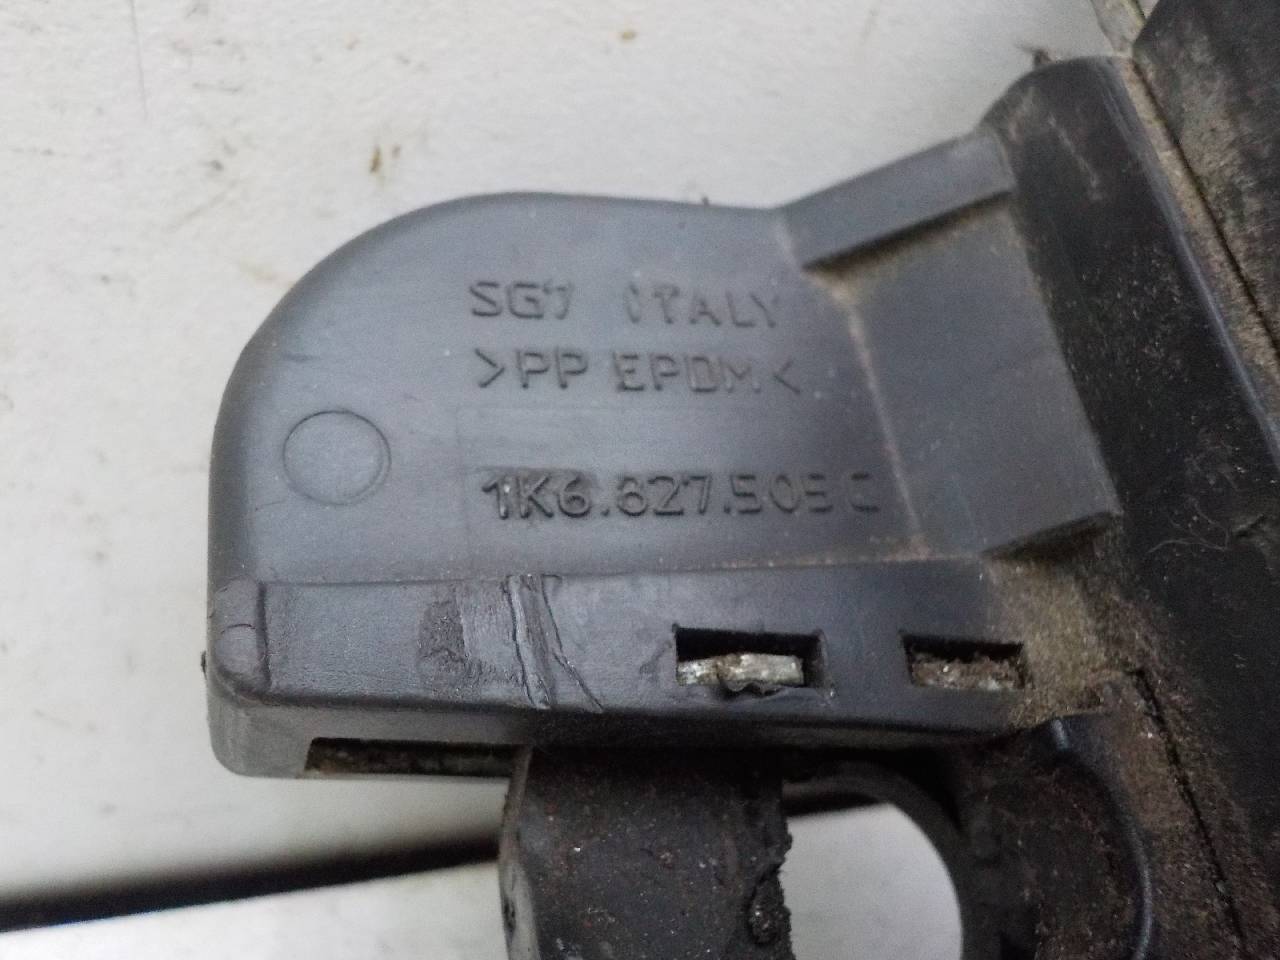 SG1 ITALY
>PP EPDM<
1K6.827.505 C